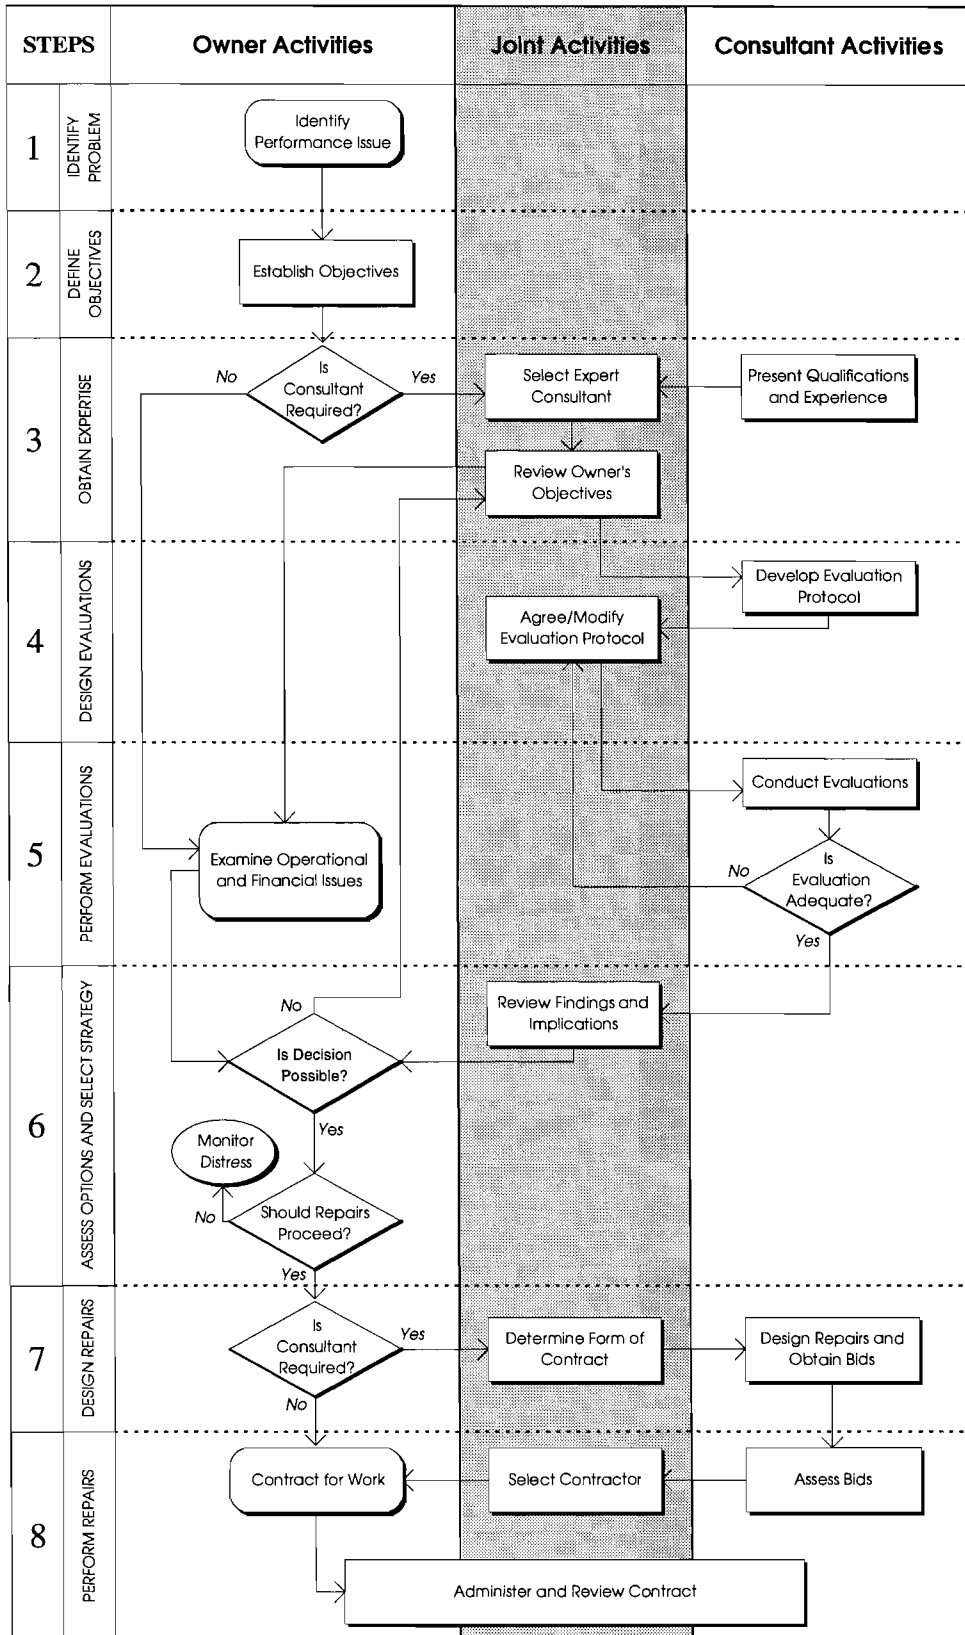 STEPS
Owner Activities
Joint Activities
Consultant Activities
1
IDENTIFY
PROBLEM
Identify
Performance Issue
2
DEFINE
OBJECTIVES
Establish Objectives
3
OBTAIN EXPERTISE
No
Is
Consultant
Required?
Yes
Select Expert
Consultant
Present Qualifications
and Experience
Review Owner's
Objectives
4
DESIGN EVALUATIONS
Develop Evaluation
Protocol
Agree/Modify
Evaluation Protocol
5
PERFORM EVALUATIONS
Conduct Evaluations
Examine Operational
and Financial Issues
No
Is
Evaluation
Adequate?
Yes
6
ASSESS OPTIONS AND SELECT STRATEGY
No
Review Findings and
Implications
Is Decision
Possible?
Yes
Monitor
Distress
No
Should Repairs
Proceed?
Yes
7
DESIGN REPAIRS
Is
Consultant
Required?
Yes
No
Determine Form of
Contract
Design Repairs and
Obtain Bids
8
PERFORM REPAIRS
Contract for Work
Select Contractor
Assess Bids
Administer and Review Contract